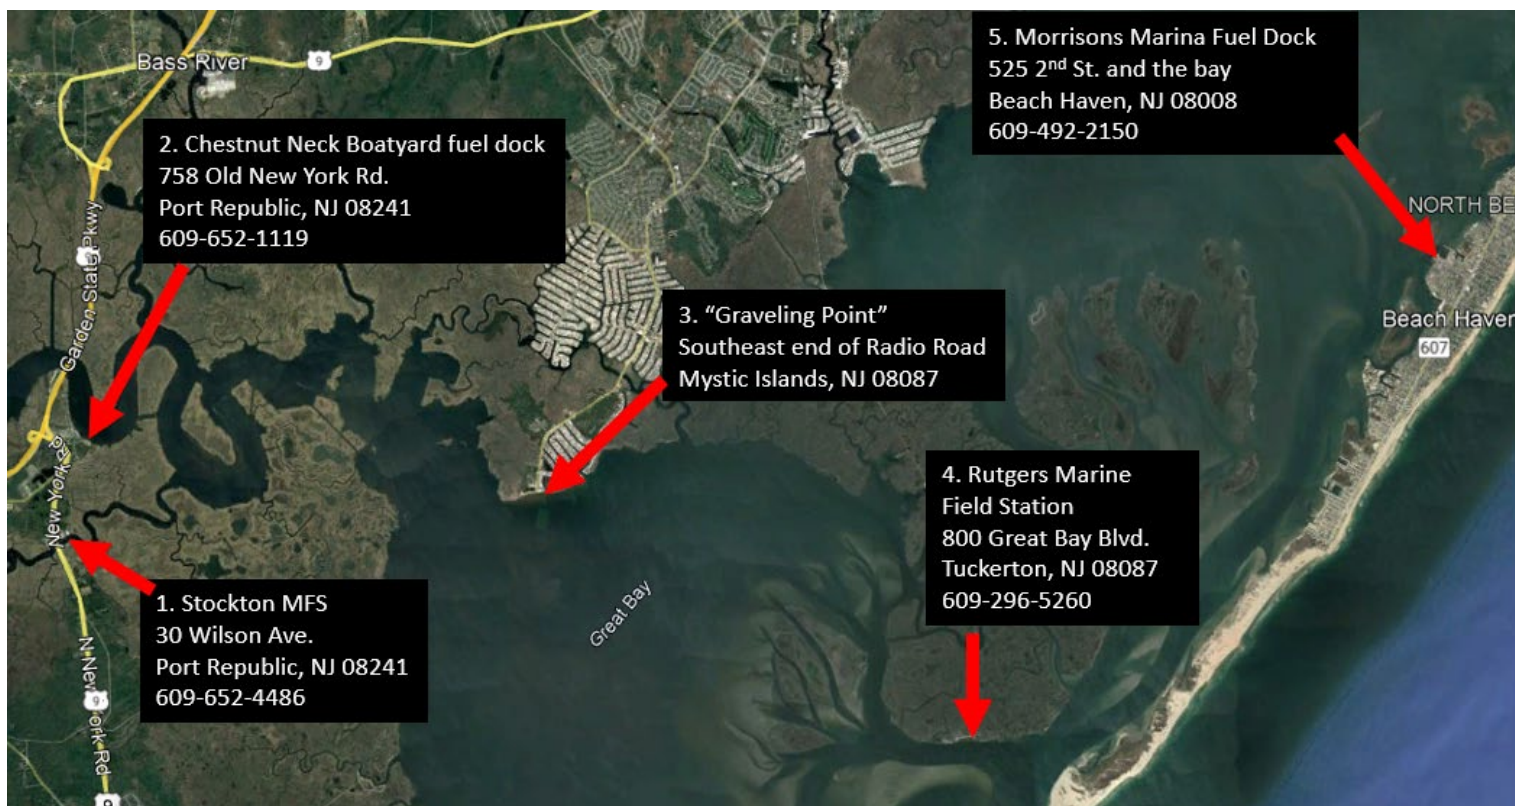 Bass River
9
5. Morrisons Marina Fuel Dock
525 2nd St. and the bay
Beach Haven, NJ 08008
609-492-2150
2. Chestnut Neck Boatyard fuel dock
758 Old New York Rd.
Port Republic, NJ 08241
609-652-1119
NORTH BE
Garden State Pkwy
3. “Graveling Point”
Southeast end of Radio Road
Mystic Islands, NJ 08087
Beach Haven
607
New York Rd
4. Rutgers Marine
Field Station
800 Great Bay Blvd.
Tuckerton, NJ 08087
609-296-5260
1. Stockton MFS
30 Wilson Ave.
Port Republic, NJ 08241
609-652-4486
Great Bay
N New York Rd
9
9